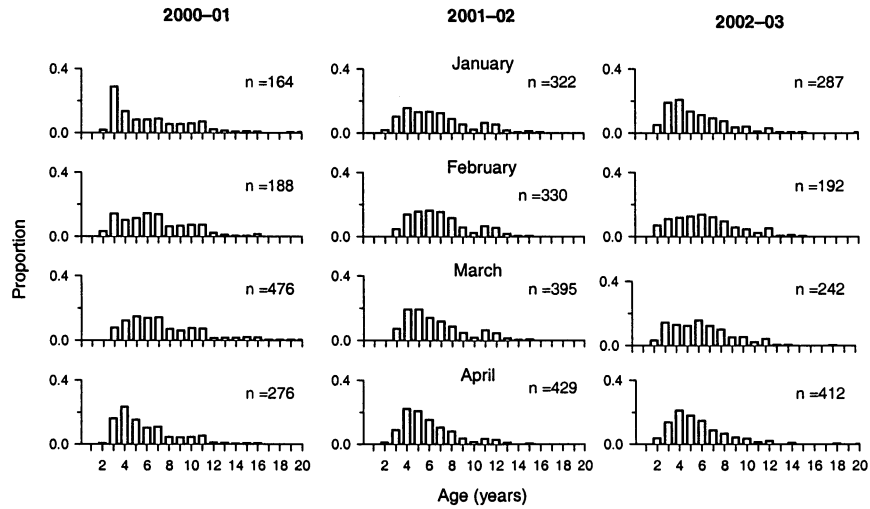 2000–01 2001–02 2002–03
January
0.4 0.4 0.4
n =164 n =322 n =287
0.0 0.0 0.0
February
0.4 0.4 0.4
n =188 n =330 n =192
0.0 0.0 0.0
March
0.4 0.4 0.4
n =476 n =395 n =242
0.0 0.0 0.0
April
0.4 0.4 0.4
n =276 n =429 n =412
0.0 0.0 0.0
2 4 6 8 10 12 14 16 18 20 2 4 6 8 10 12 14 16 18 20 2 4 6 8 10 12 14 16 18 20
Age (years)
Proportion